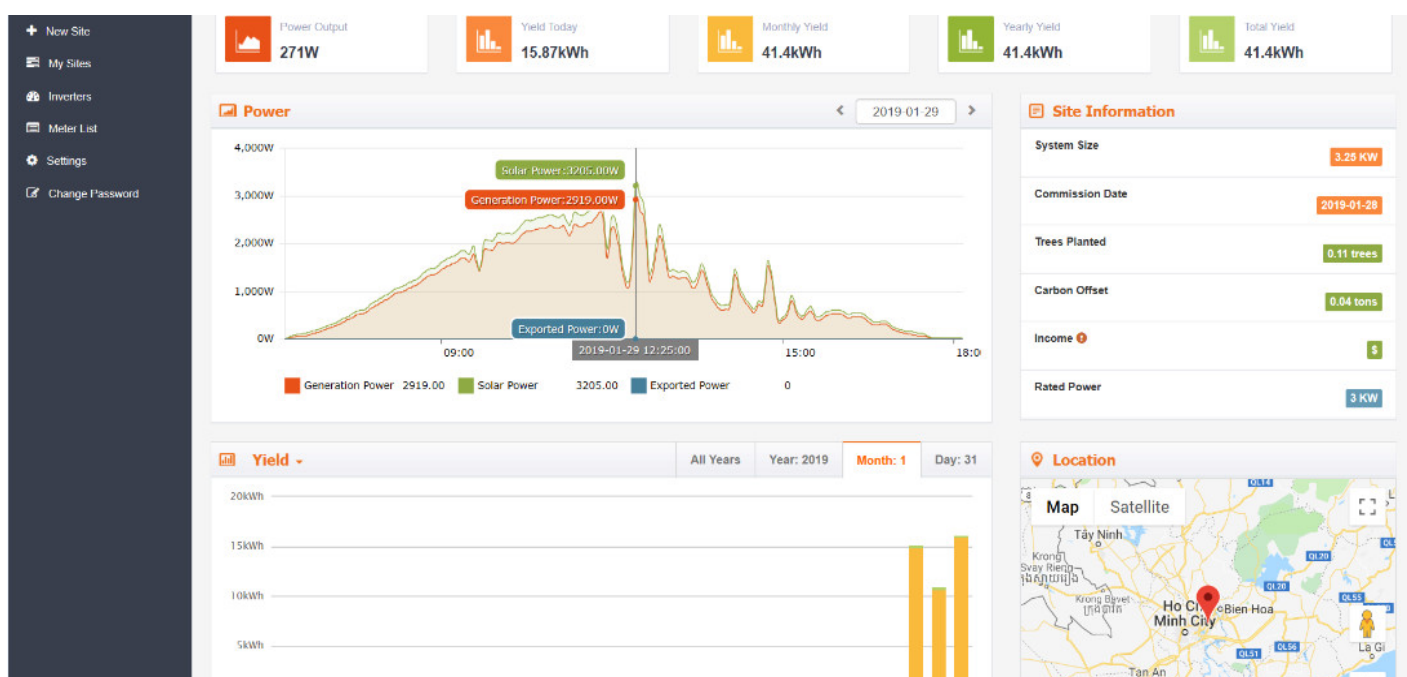 New Site
My Sites
Inverters
Meter List
Settings
Change Password
Power Output
271W
Yield Today
15.87kWh
Monthly Yield
41.4kWh
Yearly Yield
41.4kWh
Total Yield
41.4kWh
Power
2019-01-29
4,000W
3,000W
2,000W
1,000W
0W
Solar Power:3205.00W
Generation Power:2919.00W
Exported Power:0W
2019-01-29 12:25:00
09:00
15:00
18:0
Generation Power 2919.00 Solar Power 3205.00 Exported Power 0
Site Information
System Size
3.25 KW
Commission Date
2019-01-28
Trees Planted
0.11 trees
Carbon Offset
0.04 tons
Income
$
Rated Power
3 KW
Yield
All Years Year: 2019 Month: 1 Day: 31
20kWh
15kWh
10kWh
5kWh
Location
Map Satellite
QL14
Tây Ninh
Krong
Svay Rieng
QL20
QL20
Krong Bavet
Ho Ch
Minh City
Bien Hoa
QL55
QL51
QL56
La Gi
Tan An